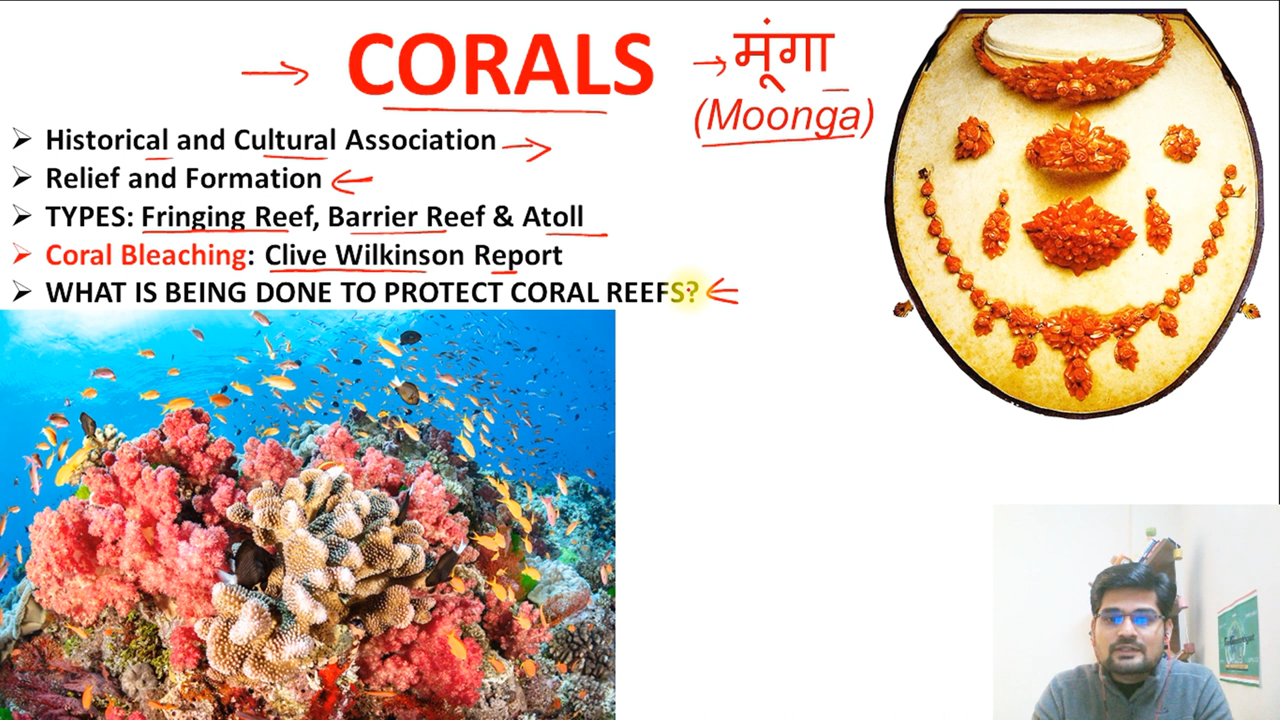 CORALS
मूंगा
(Moonga)
➢ Historical and Cultural Association
➢ Relief and Formation
➢ TYPES: Fringing Reef, Barrier Reef & Atoll
➢ Coral Bleaching: Clive Wilkinson Report
➢ WHAT IS BEING DONE TO PROTECT CORAL REEFS?